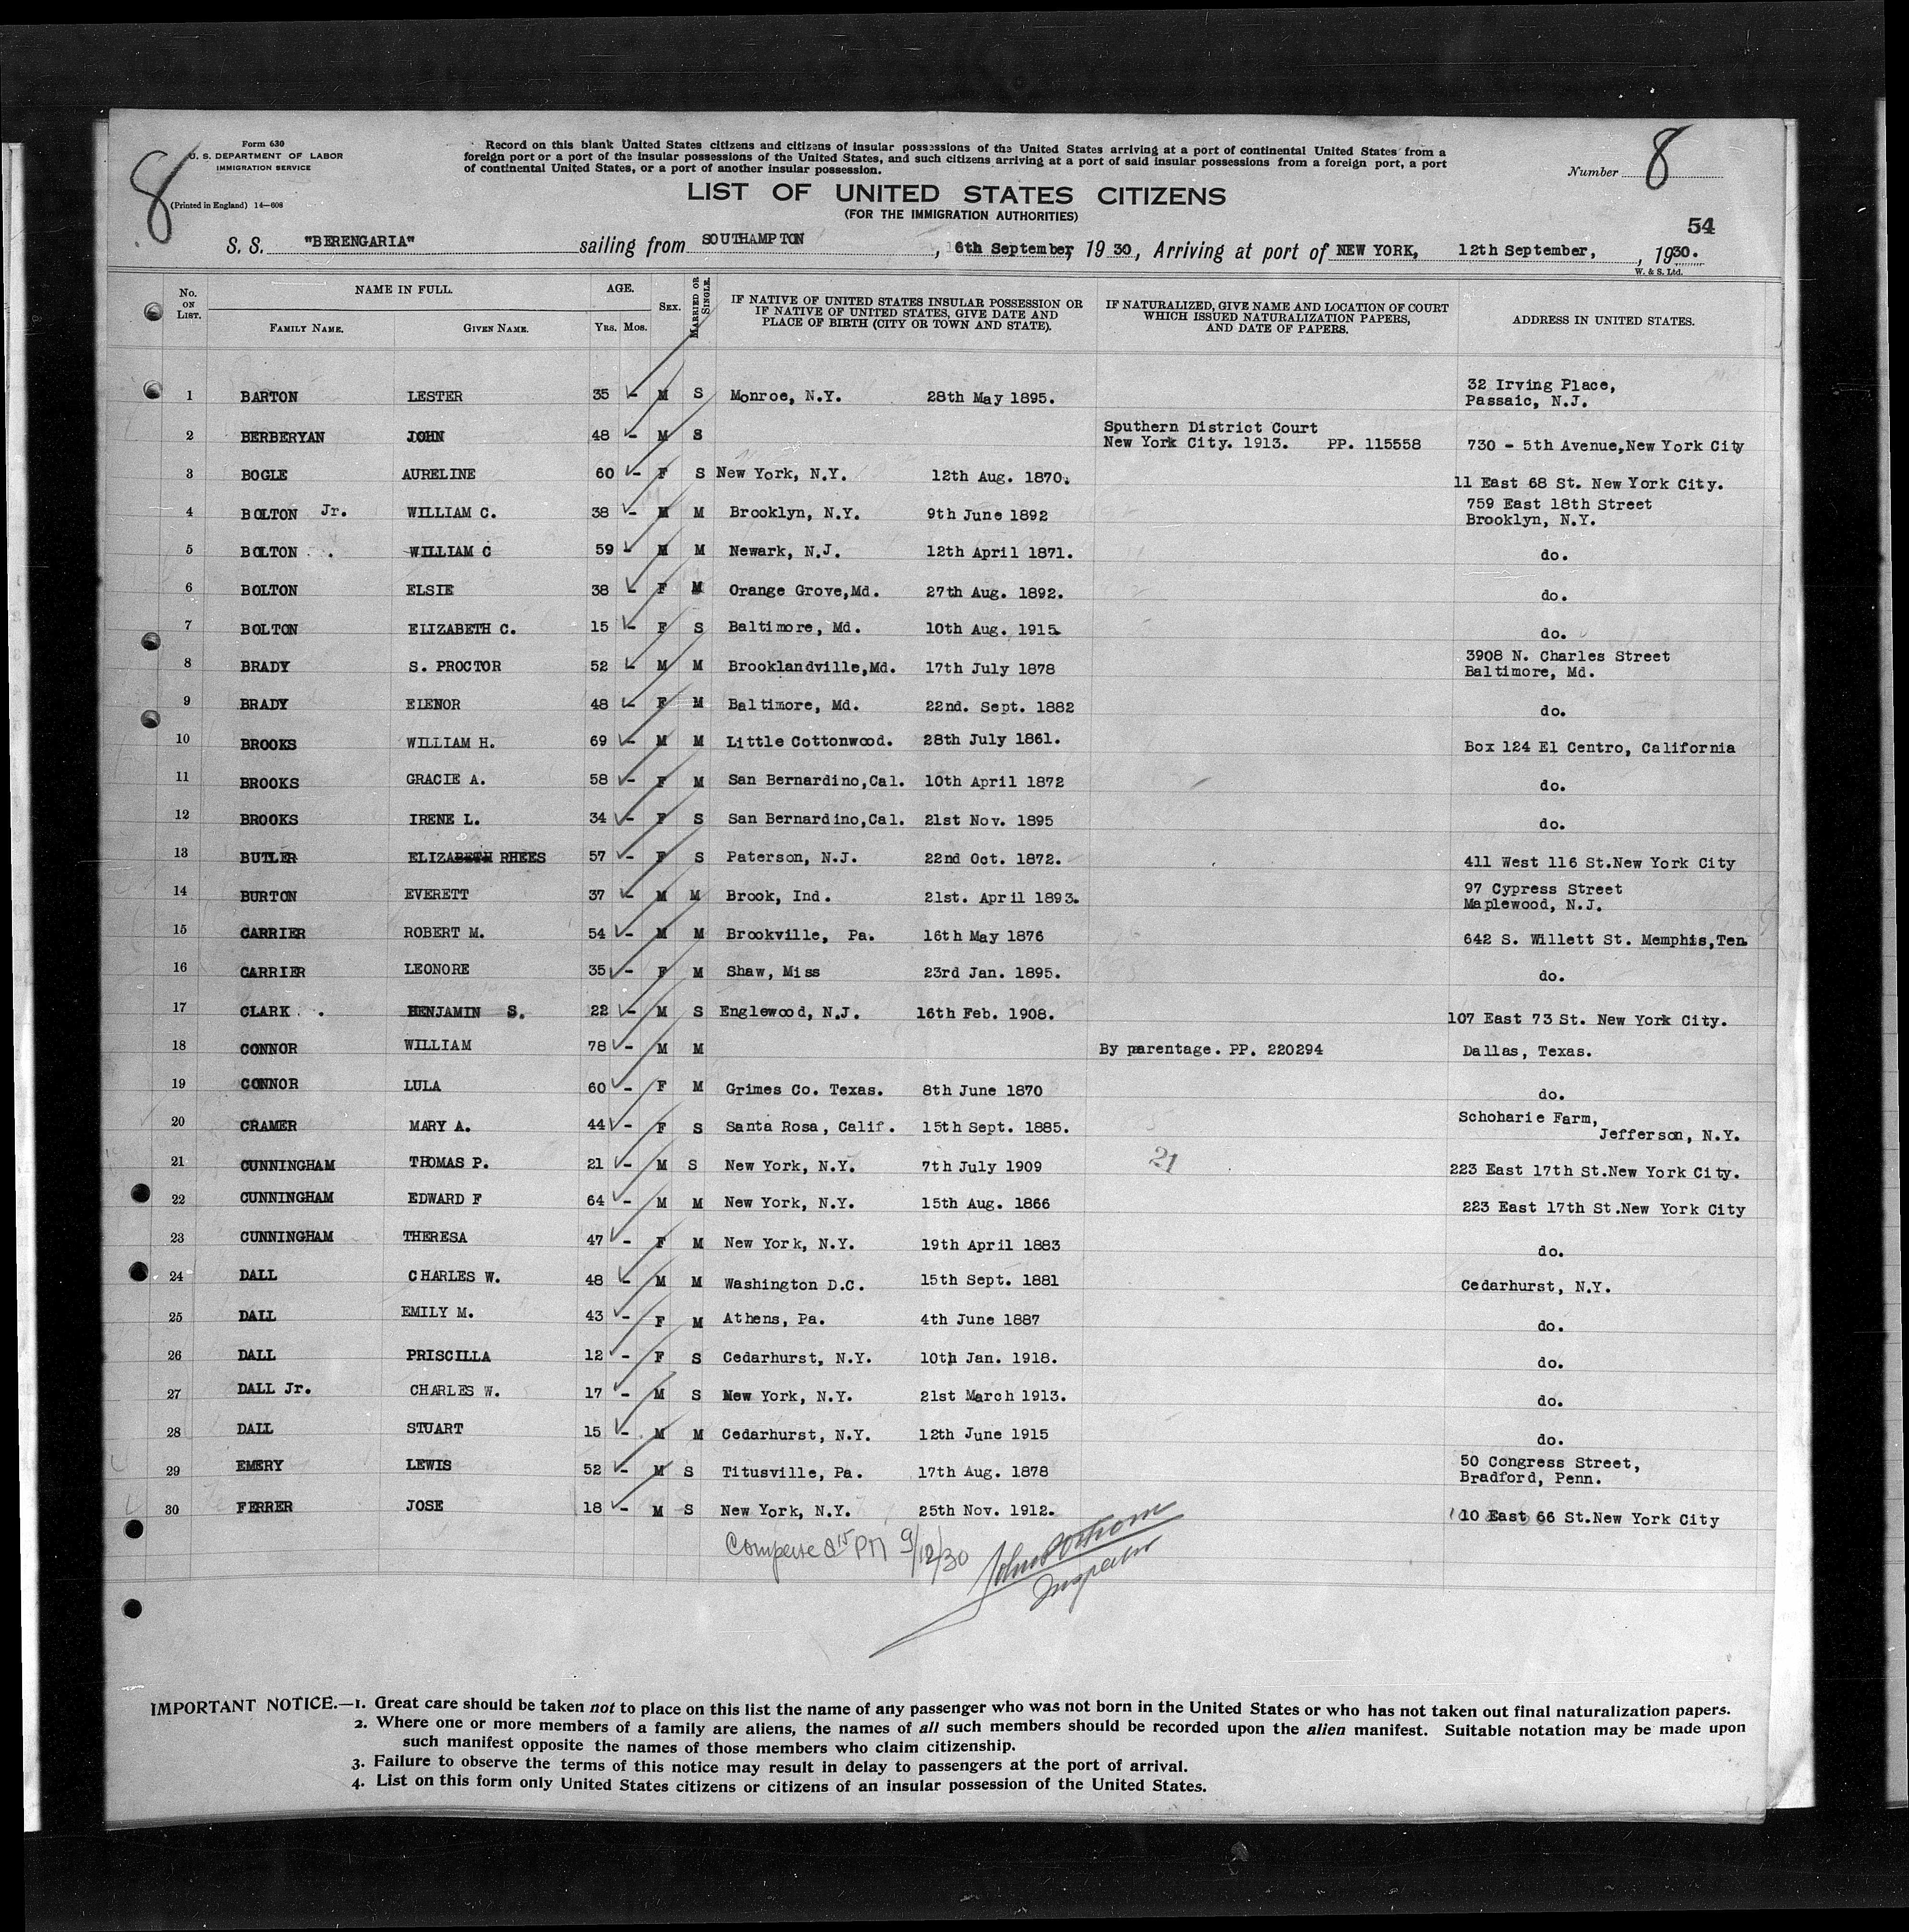 Form 630
U. S. DEPARTMENT OF LABOR
IMMIGRATION SERVICE
(Printed in England) 14—608
8
Record on this blank United States citizens and citizens of insular possessions of the United States arriving at a port of continental United States from a
foreign port or a port of the insular possessions of the United States, and such citizens arriving at a port of said insular possessions from a foreign port, a port
of continental United States, or a port of another insular possession.
Number 8
LIST OF UNITED STATES CITIZENS
(FOR THE IMMIGRATION AUTHORITIES)
54
S. S. "BERENGARIA" sailing from SOUTHAMPTON, 6th September, 1930, Arriving at port of NEW YORK, 12th September, , 1930.
W. & S. Ltd.
No. ON LIST. NAME IN FULL. FAMILY NAME. GIVEN NAME. AGE. YRS. MOS. SEX. MARRIED OR SINGLE. IF NATIVE OF UNITED STATES INSULAR POSSESSION OR IF NATIVE OF UNITED STATES, GIVE DATE AND PLACE OF BIRTH (CITY OR TOWN AND STATE). IF NATURALIZED, GIVE NAME AND LOCATION OF COURT WHICH ISSUED NATURALIZATION PAPERS, AND DATE OF PAPERS. ADDRESS IN UNITED STATES.
1 BARTON LESTER 35 - M S Monroe, N.Y. 28th May 1895. 32 Irving Place, Passaic, N.J.
2 BERBERYAN JOHN 48 - M S Southern District Court New York City. 1913. PP. 115558 730 - 5th Avenue,New York City
3 BOGLE AURELINE 60 - F S New York, N.Y. 12th Aug. 1870. 11 East 68 St. New York City.
4 BOLTON Jr. WILLIAM C. 38 - M M Brooklyn, N.Y. 9th June 1892 759 East 18th Street Brooklyn, N.Y.
5 BOLTON WILLIAM C 59 - M M Newark, N.J. 12th April 1871. do.
6 BOLTON ELSIE 38 - F M Orange Grove,Md. 27th Aug. 1892. do.
7 BOLTON ELIZABETH C. 15 - F S Baltimore, Md. 10th Aug. 1915. do.
8 BRADY S. PROCTOR 52 - M M Brooklandville,Md. 17th July 1878 3908 N. Charles Street Baltimore, Md.
9 BRADY ELENOR 48 - F M Baltimore, Md. 22nd. Sept. 1882 do.
10 BROOKS WILLIAM H. 69 - M M Little Cottonwood. 28th July 1861. Box 124 El Centro, California
11 BROOKS GRACIE A. 58 - F M San Bernardino,Cal. 10th April 1872 do.
12 BROOKS IRENE L. 34 - F S San Bernardino,Cal. 21st Nov. 1895 do.
13 BUTLER ELIZABETH RHEES 57 - F S Paterson, N.J. 22nd Oct. 1872. 411 West 116 St.New York City
14 BURTON EVERETT 37 - M M Brook, Ind. 21st. April 1893. 97 Cypress Street Maplewood, N.J.
15 CARRIER ROBERT M. 54 - M M Brookville, Pa. 16th May 1876 642 S. Willett St. Memphis,Ten.
16 CARRIER LEONORE 35 - F M Shaw, Miss 23rd Jan. 1895. do.
17 CLARK BENJAMIN S. 22 - M S Englewood, N.J. 16th Feb. 1908. 107 East 73 St. New York City.
18 CONNOR WILLIAM 78 - M M By parentage. PP. 220294 Dallas, Texas.
19 CONNOR LULA 60 - F M Grimes Co. Texas. 8th June 1870 do.
20 CRAMER MARY A. 44 - F S Santa Rosa, Calif. 15th Sept. 1885. Schoharie Farm, Jefferson, N.Y.
21 CUNNINGHAM THOMAS P. 21 - M S New York, N.Y. 7th July 1909 21 223 East 17th St.New York City.
22 CUNNINGHAM EDWARD F 64 - M M New York, N.Y. 15th Aug. 1866 223 East 17th St.New York City
23 CUNNINGHAM THERESA 47 - F M New York, N.Y. 19th April 1883 do.
24 DALL CHARLES W. 48 - M M Washington D.C. 15th Sept. 1881 Cedarhurst, N.Y.
25 DALL EMILY M. 43 - F M Athens, Pa. 4th June 1887 do.
26 DALL PRISCILLA 12 - F S Cedarhurst, N.Y. 10th Jan. 1918. do.
27 DALL Jr. CHARLES W. 17 - M S New York, N.Y. 21st March 1913. do.
28 DALL STUART 15 - M M Cedarhurst, N.Y. 12th June 1915 do.
29 EMERY LEWIS 52 - M S Titusville, Pa. 17th Aug. 1878 50 Congress Street, Bradford, Penn.
30 FERRER JOSE 18 - M S New York, N.Y. 25th Nov. 1912. 10 East 66 St.New York City
PM 9/12/30
Inspector
IMPORTANT NOTICE.—1. Great care should be taken not to place on this list the name of any passenger who was not born in the United States or who has not taken out final naturalization papers.
2. Where one or more members of a family are aliens, the names of all such members should be recorded upon the alien manifest. Suitable notation may be made upon
such manifest opposite the names of those members who claim citizenship.
3. Failure to observe the terms of this notice may result in delay to passengers at the port of arrival.
4. List on this form only United States citizens or citizens of an insular possession of the United States.